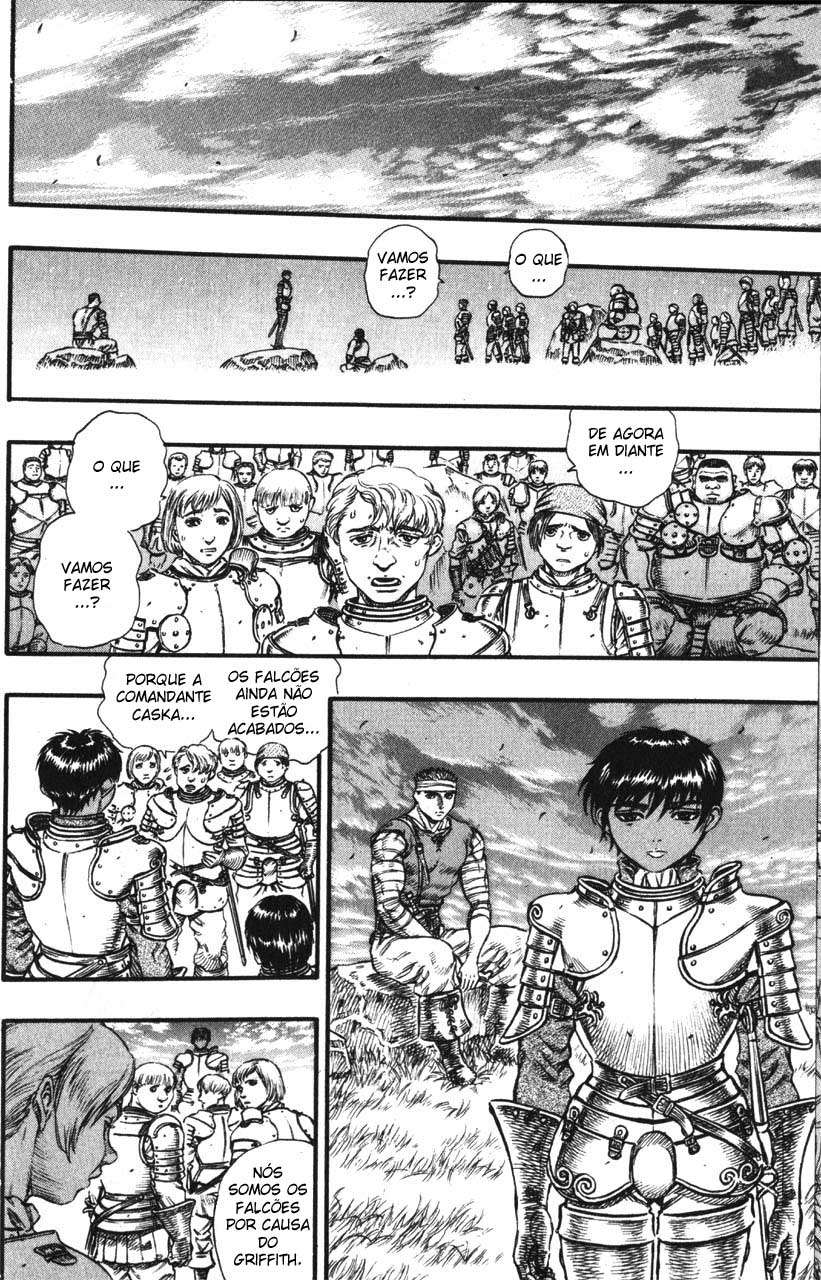 O QUE
...
VAMOS
FAZER
...?
DE AGORA
EM DIANTE
...
O QUE
...
VAMOS
FAZER
...?
OS FALCÕES
AINDA NÃO
ESTÃO
ACABADOS...
PORQUE A
COMANDANTE
CASKA...
NÓS
SOMOS OS
FALCÕES
POR CAUSA
DO
GRIFFITH.